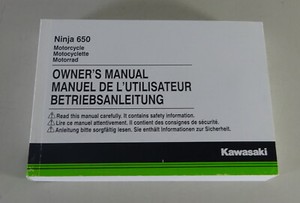 Ninja 650
Motorcycle
Motocyclette
Motorrad
OWNER'S MANUAL
MANUEL DE L'UTILISATEUR
BETRIEBSANLEITUNG
Read this manual carefully. It contains safety information.
Lire ce manuel attentivement. Il contient des consignes de sécurité.
Anleitung bitte sorgfältig lesen. Sie enthält Informationen zur Sicherheit.
Kawasaki